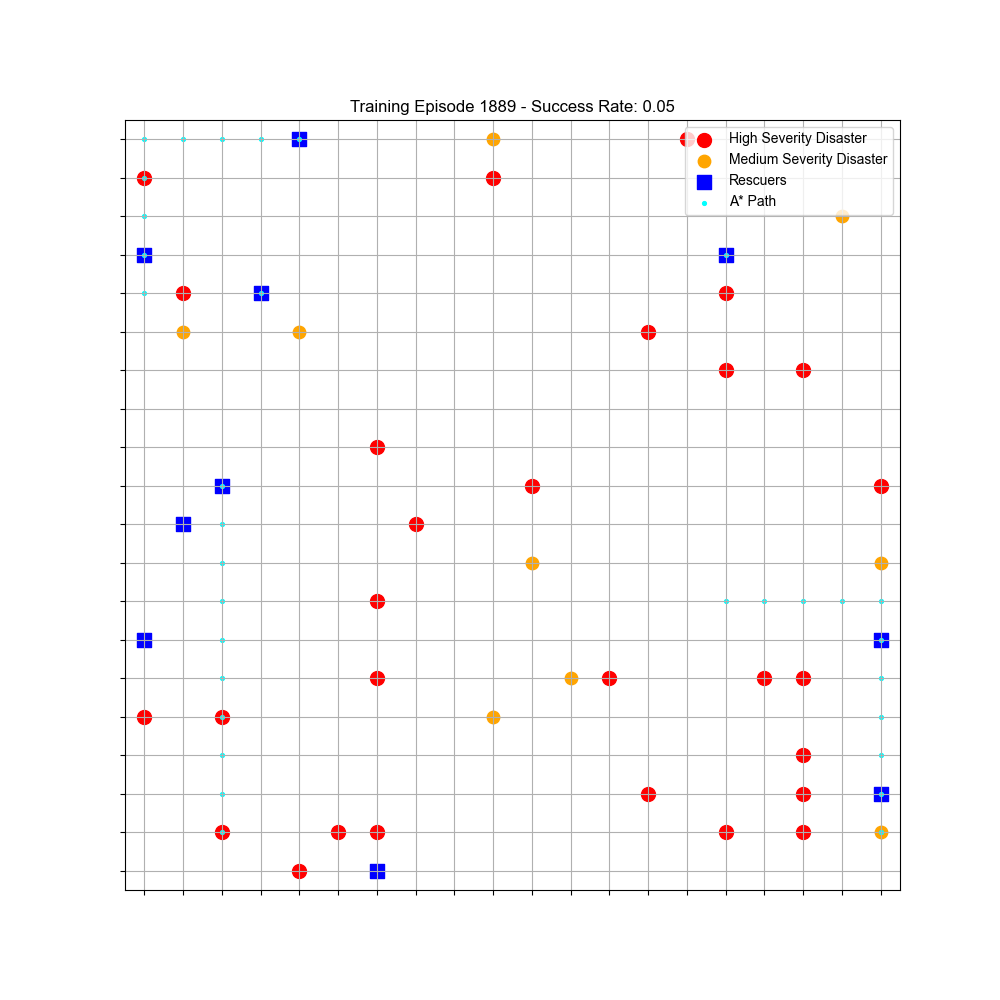 Training Episode 1889 - Success Rate: 0.05
High Severity Disaster
Medium Severity Disaster
Rescuers
A* Path